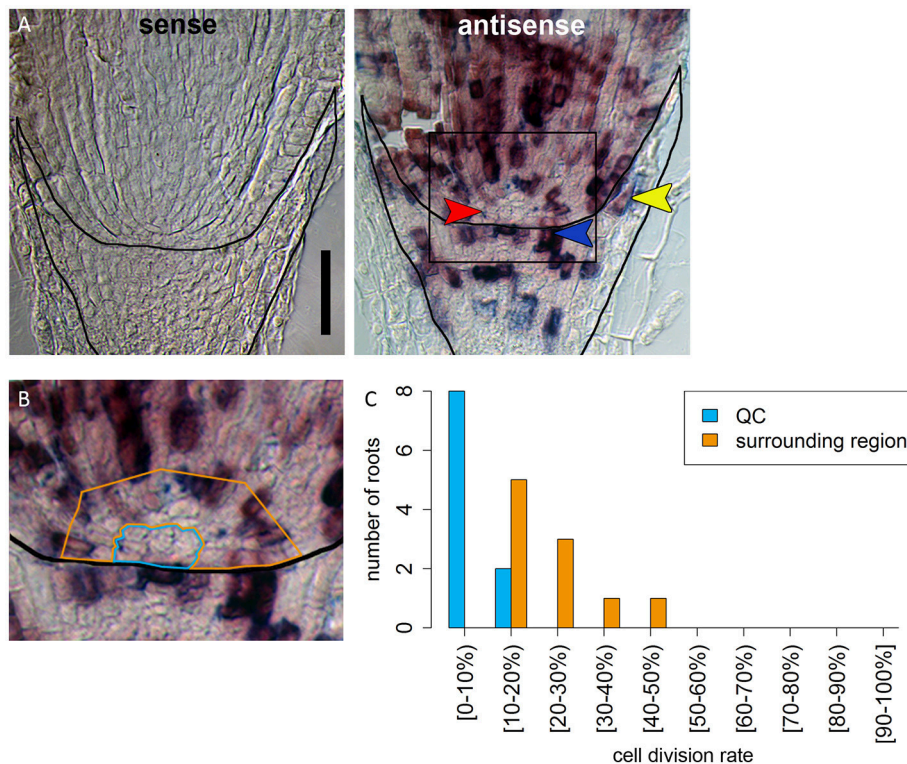 A
sense
antisense
B
C
8
6
4
2
0
number of roots
QC
surrounding region
[0-10%)
[10-20%)
[20-30%)
[30-40%)
[40-50%)
[50-60%)
[60-70%)
[70-80%)
[80-90%)
[90-100%]
cell division rate